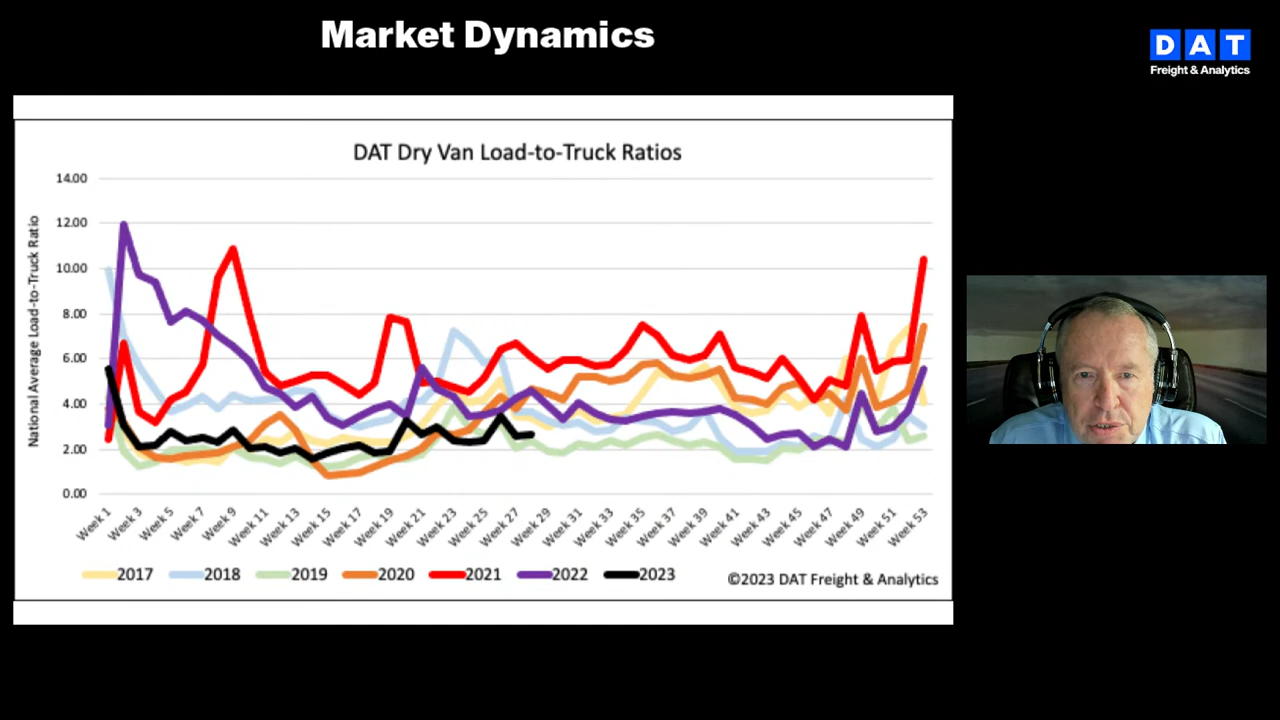 Market Dynamics
DAT
Freight & Analytics
DAT Dry Van Load-to-Truck Ratios
National Average Load-to-Truck Ratio
14.00
12.00
10.00
8.00
6.00
4.00
2.00
0.00
Week 1 Week 3 Week 5 Week 7 Week 9 Week 11 Week 13 Week 15 Week 17 Week 19 Week 21 Week 23 Week 25 Week 27 Week 29 Week 31 Week 33 Week 35 Week 37 Week 39 Week 41 Week 43 Week 45 Week 47 Week 49 Week 51 Week 53
2017 2018 2019 2020 2021 2022 2023
©2023 DAT Freight & Analytics